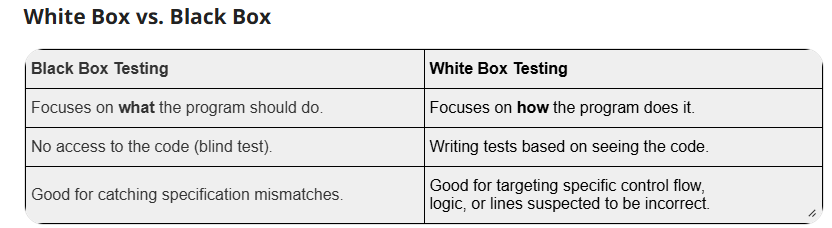 White Box vs. Black Box
Black Box Testing
White Box Testing
Focuses on what the program should do.
Focuses on how the program does it.
No access to the code (blind test).
Writing tests based on seeing the code.
Good for catching specification mismatches.
Good for targeting specific control flow,
logic, or lines suspected to be incorrect.